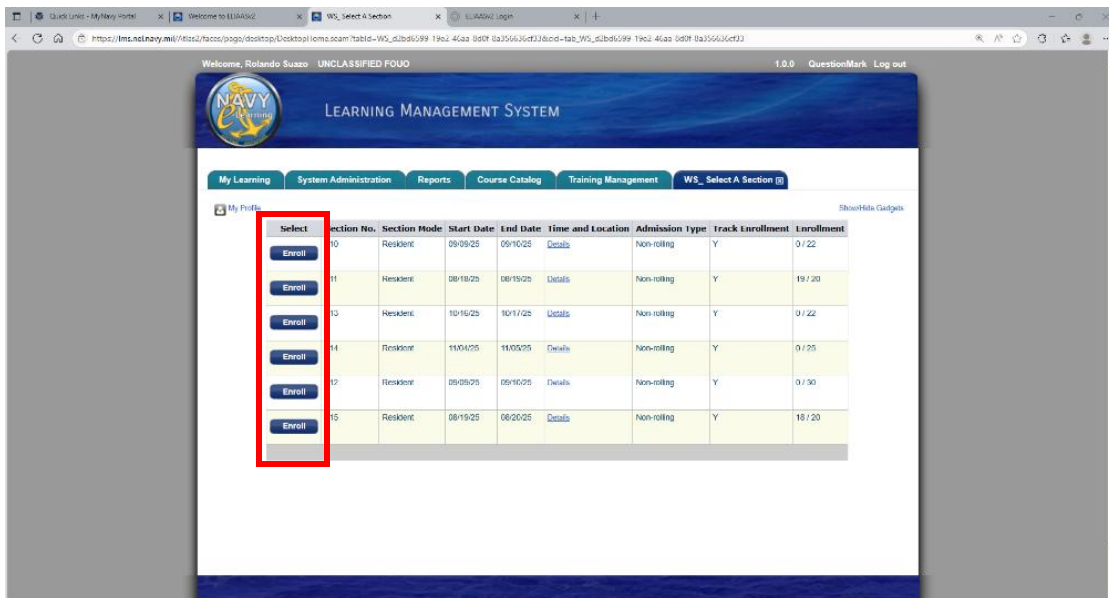 Quick Links - MyNavy Portal
Welcome to ELIAASv2
WS_ Select A Section
ELIAASv2 Login
Welcome, Rolando Suazo UNCLASSIFIED FOUO
1.0.0 QuestionMark Log out
NAVY
e-Learning
LEARNING MANAGEMENT SYSTEM
My Learning System Administration Reports Course Catalog Training Management WS_ Select A Section
My Profile
Show/Hide Gadgets
Select Section No. Section Mode Start Date End Date Time and Location Admission Type Track Enrollment Enrollment
Enroll 10 Resident 09/09/25 09/10/25 Details Non-rolling Y 0 / 22
Enroll 11 Resident 08/18/25 08/19/25 Details Non-rolling Y 19 / 20
Enroll 13 Resident 10/16/25 10/17/25 Details Non-rolling Y 0 / 22
Enroll 14 Resident 11/04/25 11/05/25 Details Non-rolling Y 0 / 25
Enroll 12 Resident 09/09/25 09/10/25 Details Non-rolling Y 0 / 30
Enroll 15 Resident 08/19/25 08/20/25 Details Non-rolling Y 18 / 20